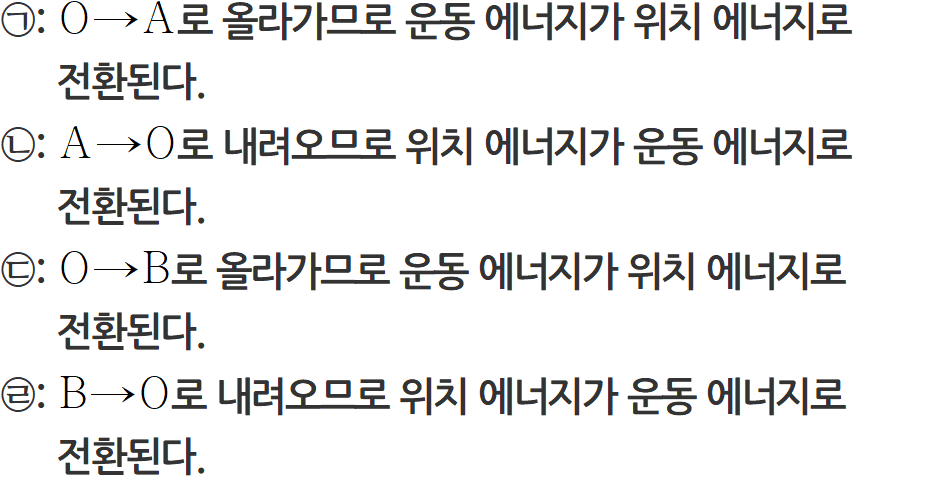 ㉠: O→A로 올라가므로 운동 에너지가 위치 에너지로
전환된다.
㉡: A→O로 내려오므로 위치 에너지가 운동 에너지로
전환된다.
㉢: O→B로 올라가므로 운동 에너지가 위치 에너지로
전환된다.
㉣: B→O로 내려오므로 위치 에너지가 운동 에너지로
전환된다.